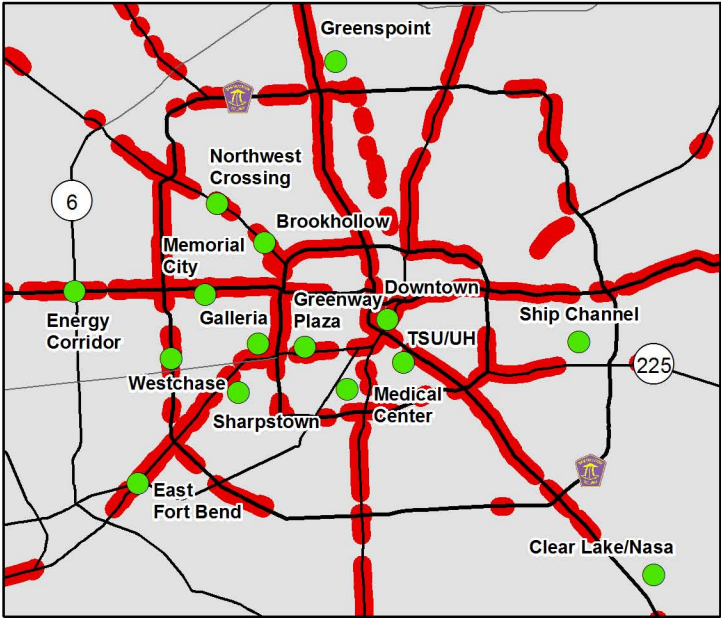 Greenspoint
Northwest
Crossing
6
Brookhollow
Memorial
City
Downtown
Greenway
Plaza
Energy
Corridor
Galleria
Ship Channel
TSU/UH
225
Westchase
Sharpstown
Medical
Center
East
Fort Bend
Clear Lake/Nasa